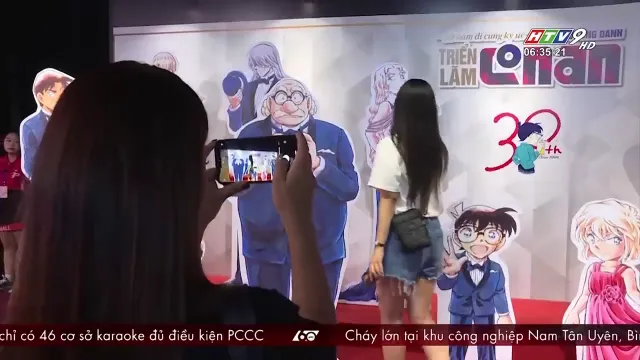 HTV9 HD
06:35:21
TRIỂN
LÃM
Conan
30th
chỉ có 46 cơ sở karaoke đủ điều kiện PCCC
60
Cháy lớn tại khu công nghiệp Nam Tân Uyên, Bì